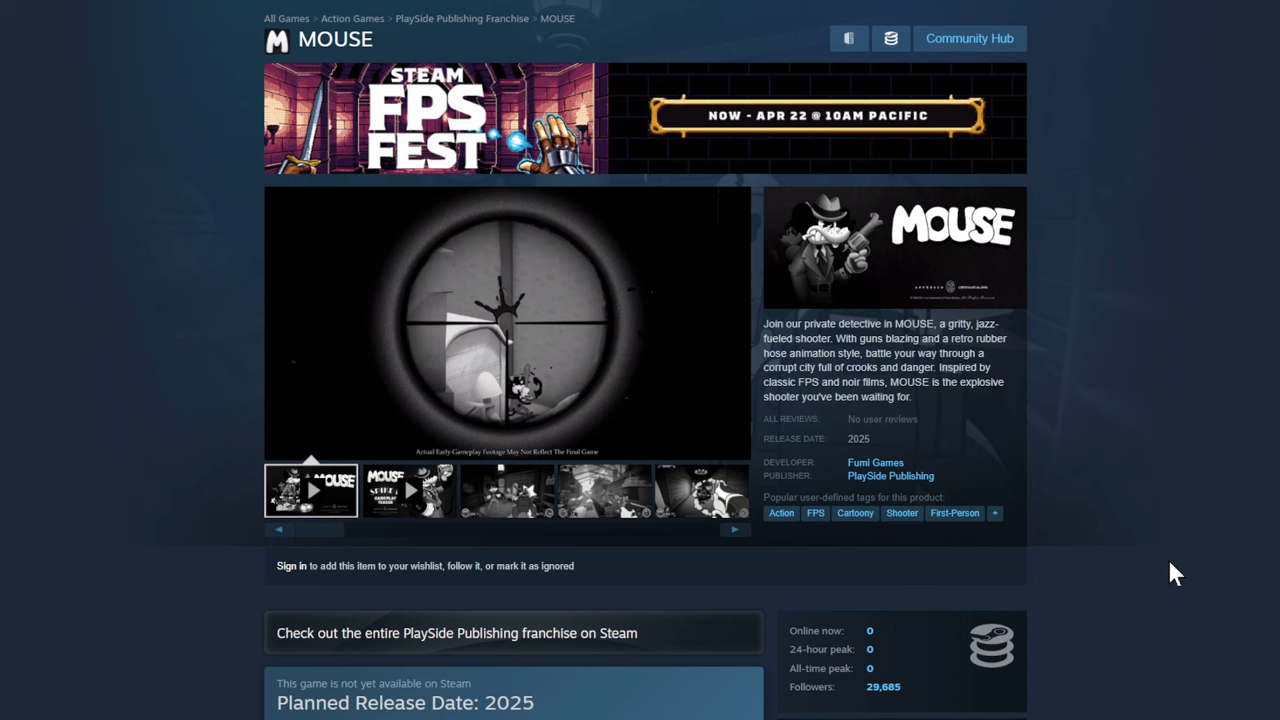 All Games > Action Games > PlaySide Publishing Franchise > MOUSE
M MOUSE
Community Hub
STEAM
FPS
FEST
NOW - APR 22 @ 10AM PACIFIC
MOUSE
Actual Early Gameplay Footage May Not Reflect The Final Game
MOUSE
MOUSE
Join our private detective in MOUSE, a gritty, jazz-
fueled shooter. With guns blazing and a retro rubber
hose animation style, battle your way through a
corrupt city full of crooks and danger. Inspired by
classic FPS and noir films, MOUSE is the explosive
shooter you've been waiting for.
ALL REVIEWS: No user reviews
RELEASE DATE: 2025
DEVELOPER: Fumi Games
PUBLISHER: PlaySide Publishing
Popular user-defined tags for this product:
Action FPS Cartoony Shooter First-Person +
Sign in to add this item to your wishlist, follow it, or mark it as ignored
Check out the entire PlaySide Publishing franchise on Steam
This game is not yet available on Steam
Planned Release Date: 2025
Online now: 0
24-hour peak: 0
All-time peak: 0
Followers: 29,685